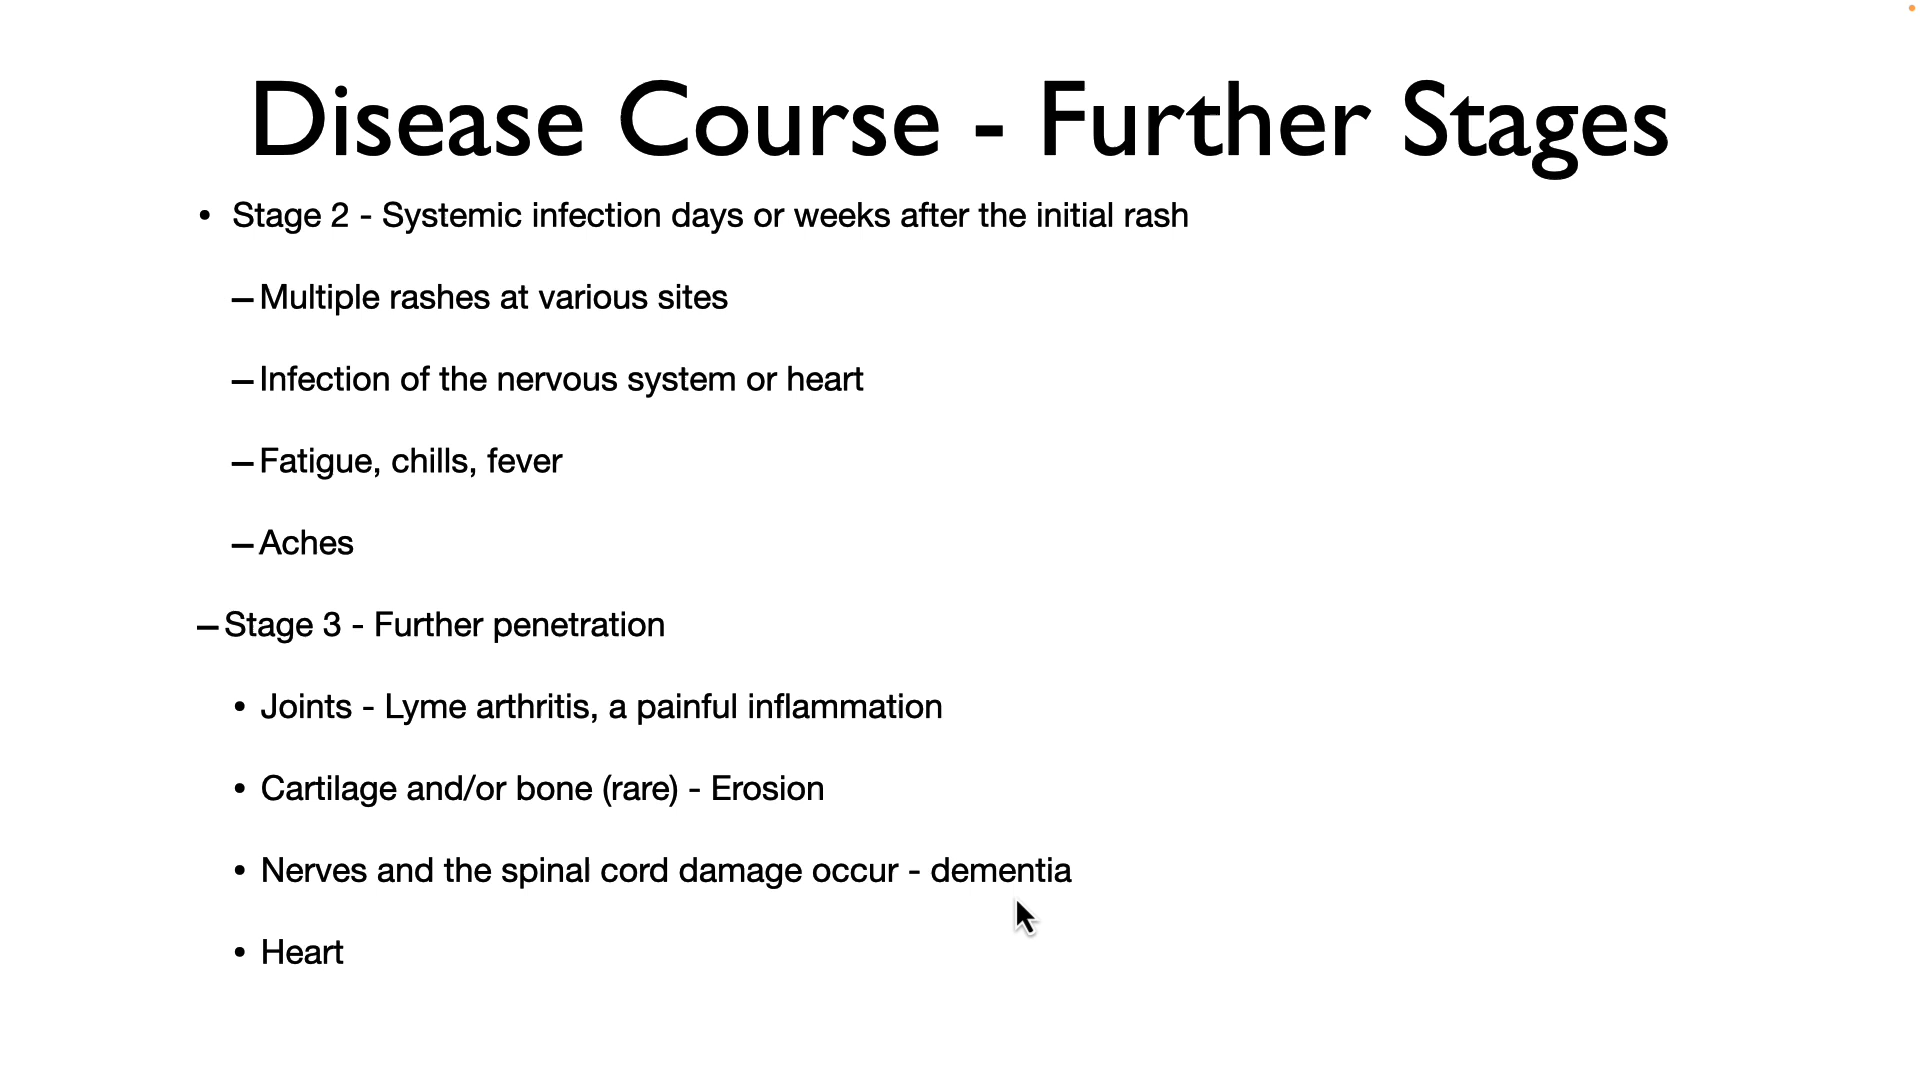 Disease Course - Further Stages
• Stage 2 - Systemic infection days or weeks after the initial rash
– Multiple rashes at various sites
– Infection of the nervous system or heart
– Fatigue, chills, fever
– Aches
– Stage 3 - Further penetration
• Joints - Lyme arthritis, a painful inflammation
• Cartilage and/or bone (rare) - Erosion
• Nerves and the spinal cord damage occur - dementia
• Heart